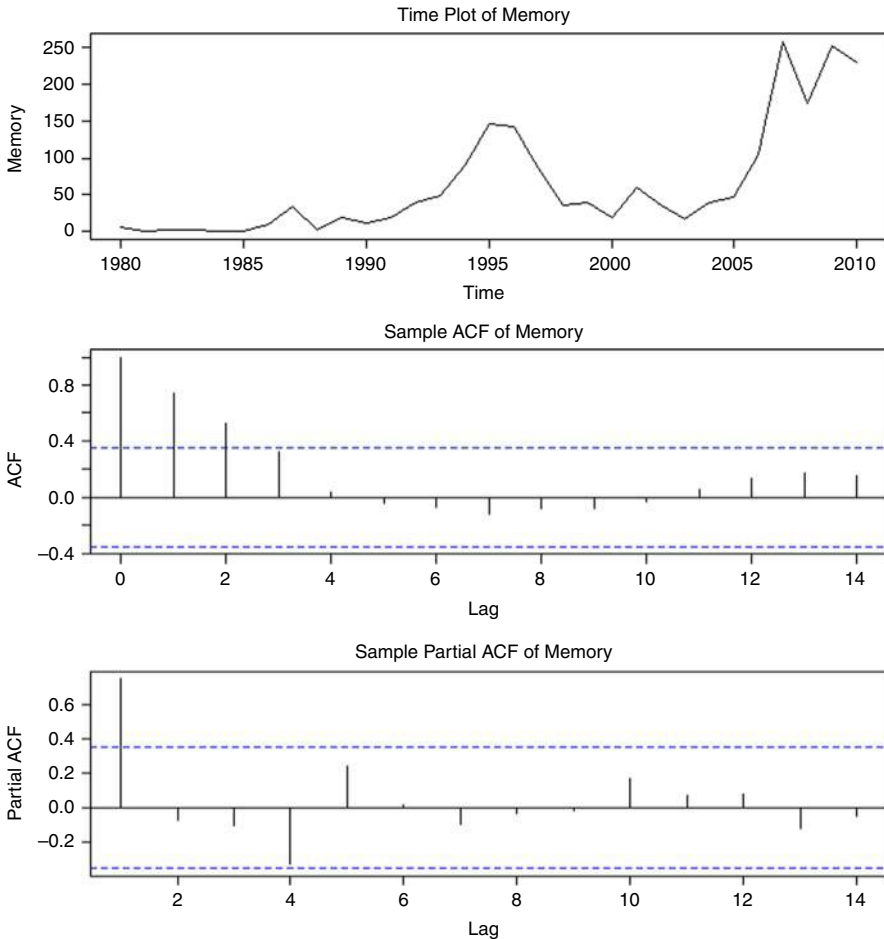 Time Plot of Memory
250
200
150
100
50
0
Memory
1980 1985 1990 1995 2000 2005 2010
Time
Sample ACF of Memory
0.8
0.4
0.0
–0.4
ACF
0 2 4 6 8 10 12 14
Lag
Sample Partial ACF of Memory
0.6
0.4
0.2
0.0
–0.2
Partial ACF
2 4 6 8 10 12 14
Lag